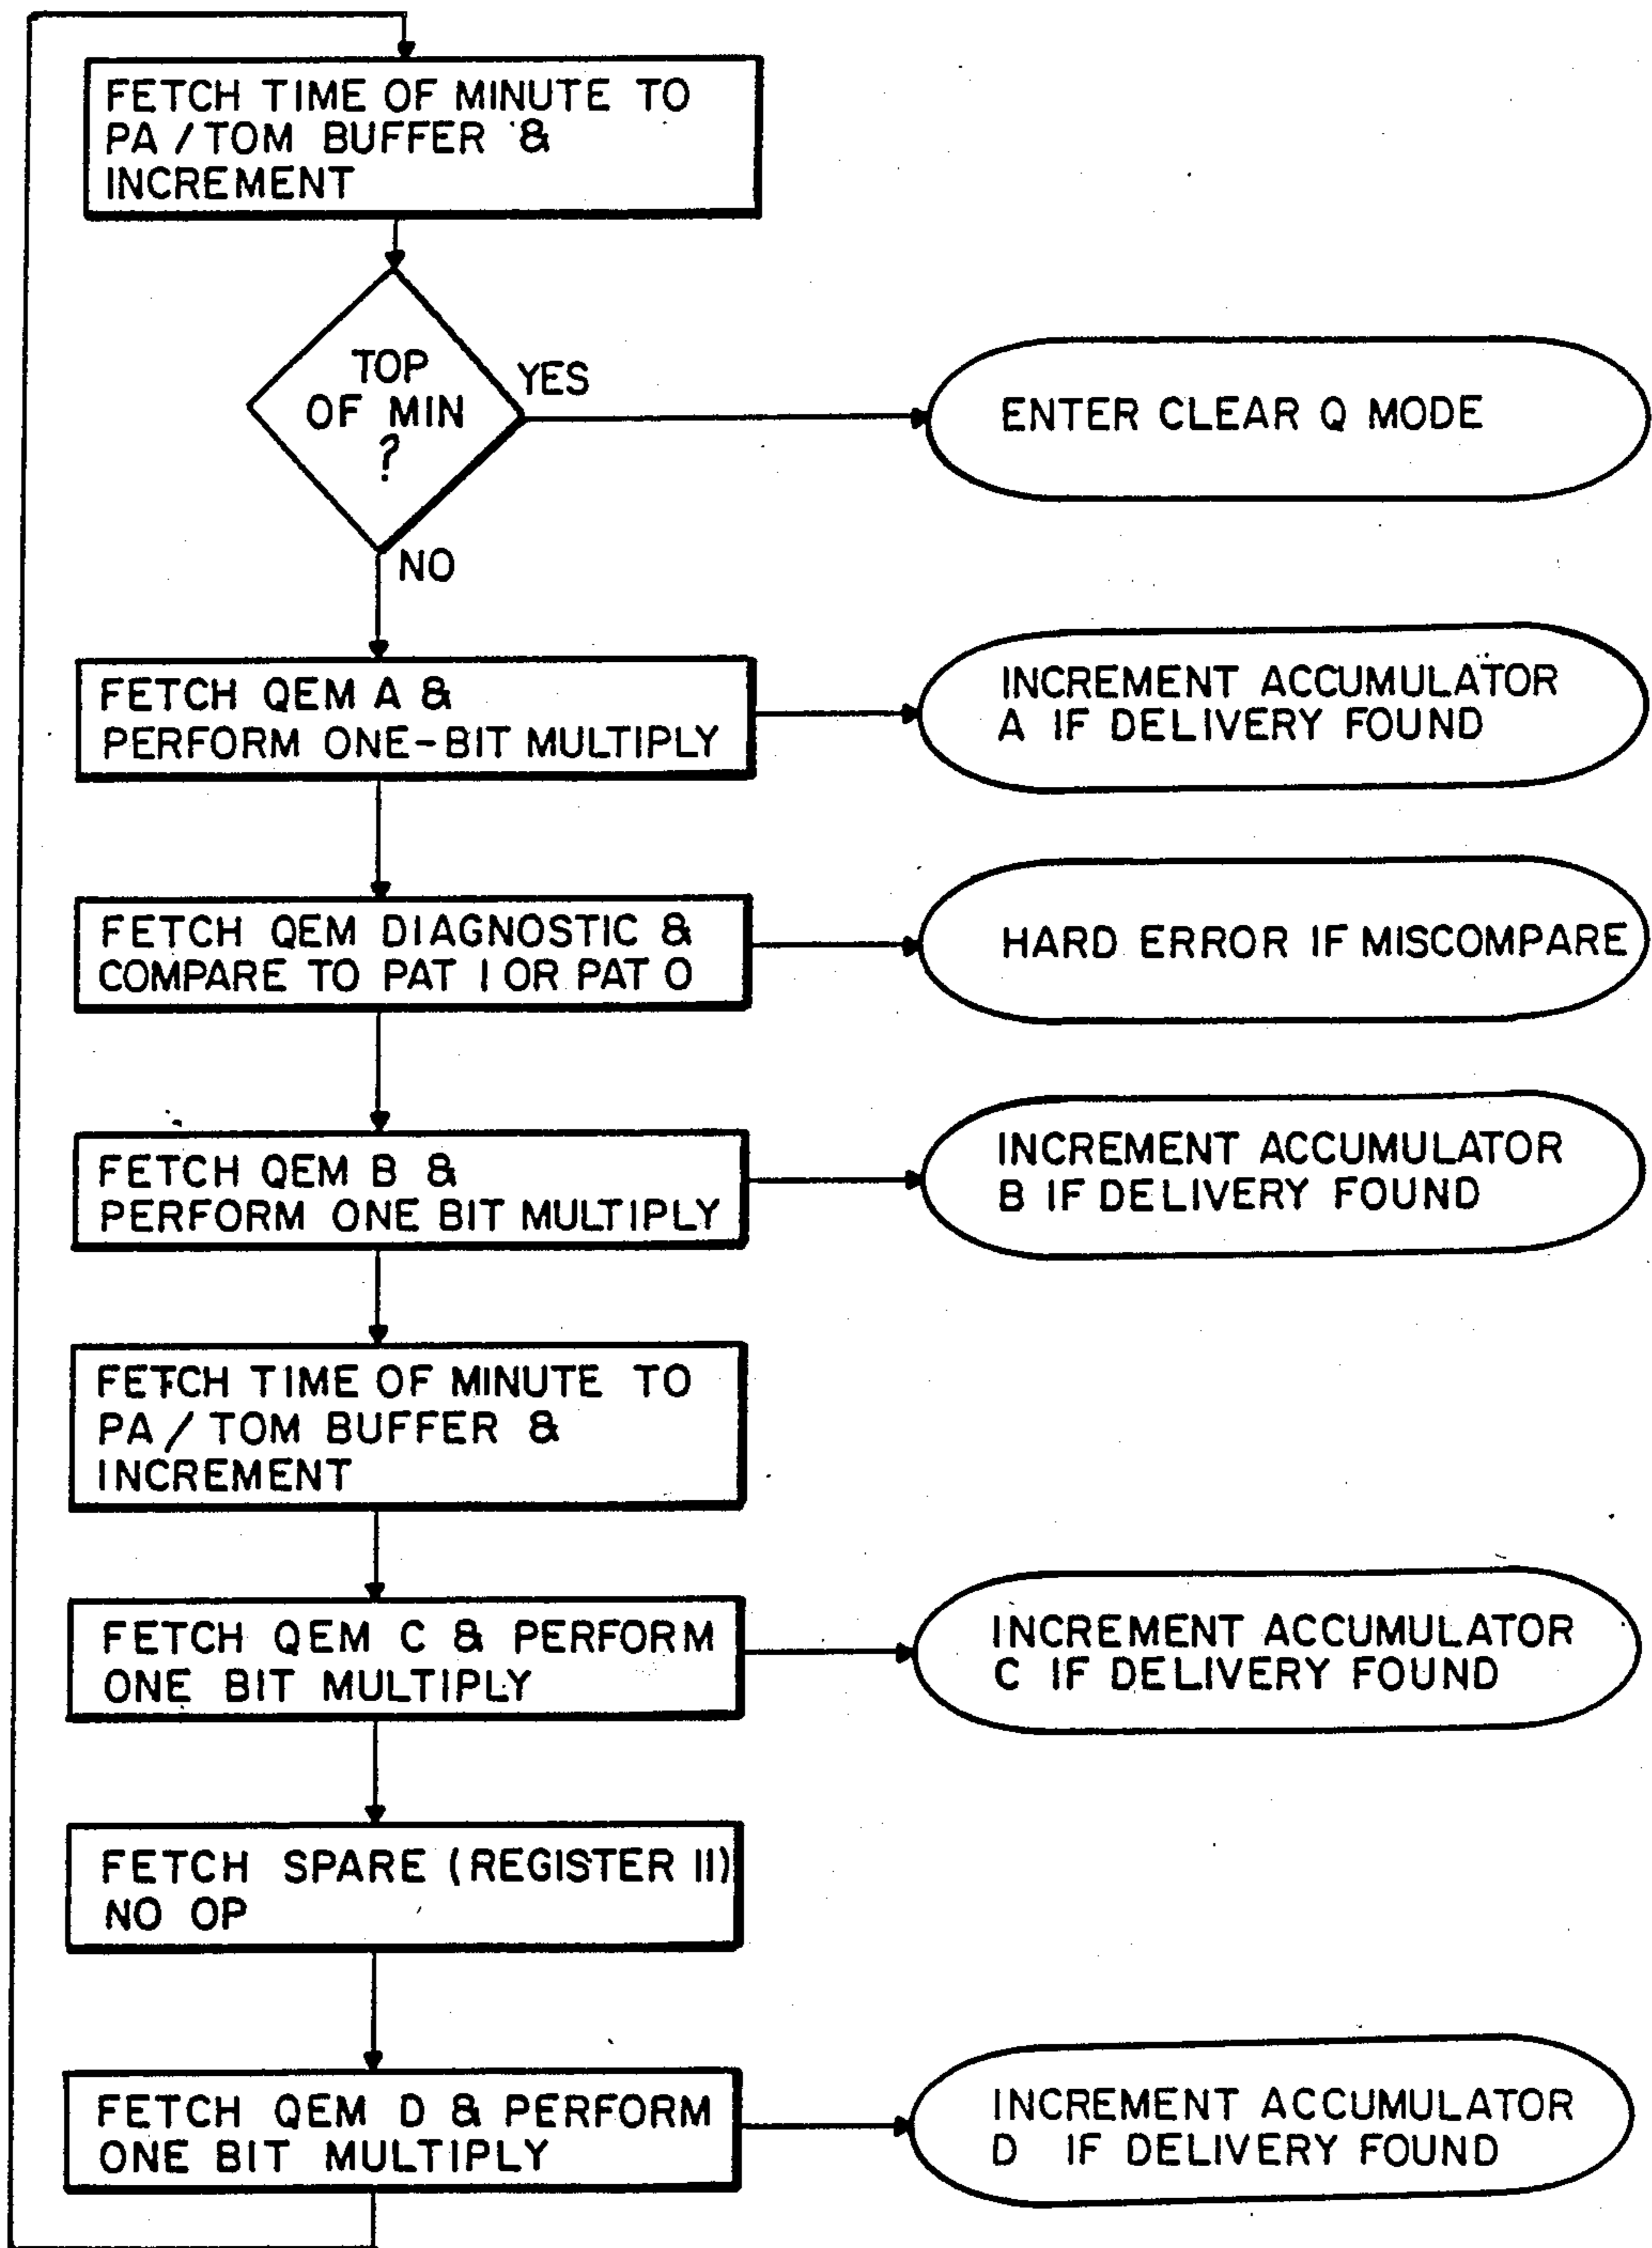 FETCH TIME OF MINUTE TO
PA / TOM BUFFER &
INCREMENT
TOP
OF MIN
?
YES
ENTER CLEAR Q MODE
NO
FETCH QEM A &
PERFORM ONE-BIT MULTIPLY
INCREMENT ACCUMULATOR
A IF DELIVERY FOUND
FETCH QEM DIAGNOSTIC &
COMPARE TO PAT 1 OR PAT 0
HARD ERROR IF MISCOMPARE
FETCH QEM B &
PERFORM ONE BIT MULTIPLY
INCREMENT ACCUMULATOR
B IF DELIVERY FOUND
FETCH TIME OF MINUTE TO
PA / TOM BUFFER &
INCREMENT
FETCH QEM C & PERFORM
ONE BIT MULTIPLY
INCREMENT ACCUMULATOR
C IF DELIVERY FOUND
FETCH SPARE (REGISTER 11)
NO OP
FETCH QEM D & PERFORM
ONE BIT MULTIPLY
INCREMENT ACCUMULATOR
D IF DELIVERY FOUND